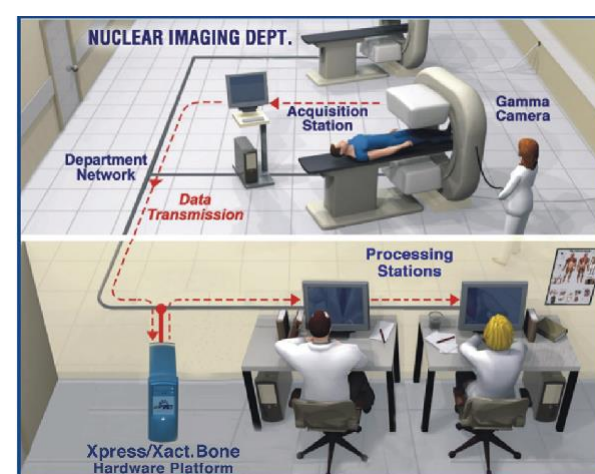 NUCLEAR IMAGING DEPT.
Gamma
Camera
Acquisition
Station
Department
Network
Data
Transmission
Processing
Stations
Xpress/Xact.Bone
Hardware Platform